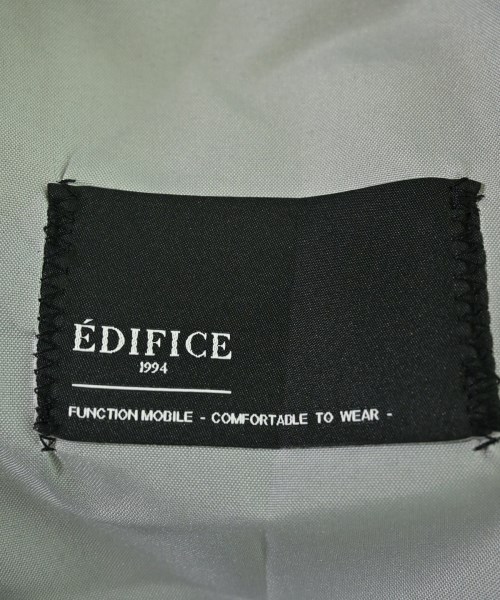 ÉDIFICE
1994
FUNCTION MOBILE - COMFORTABLE TO WEAR -